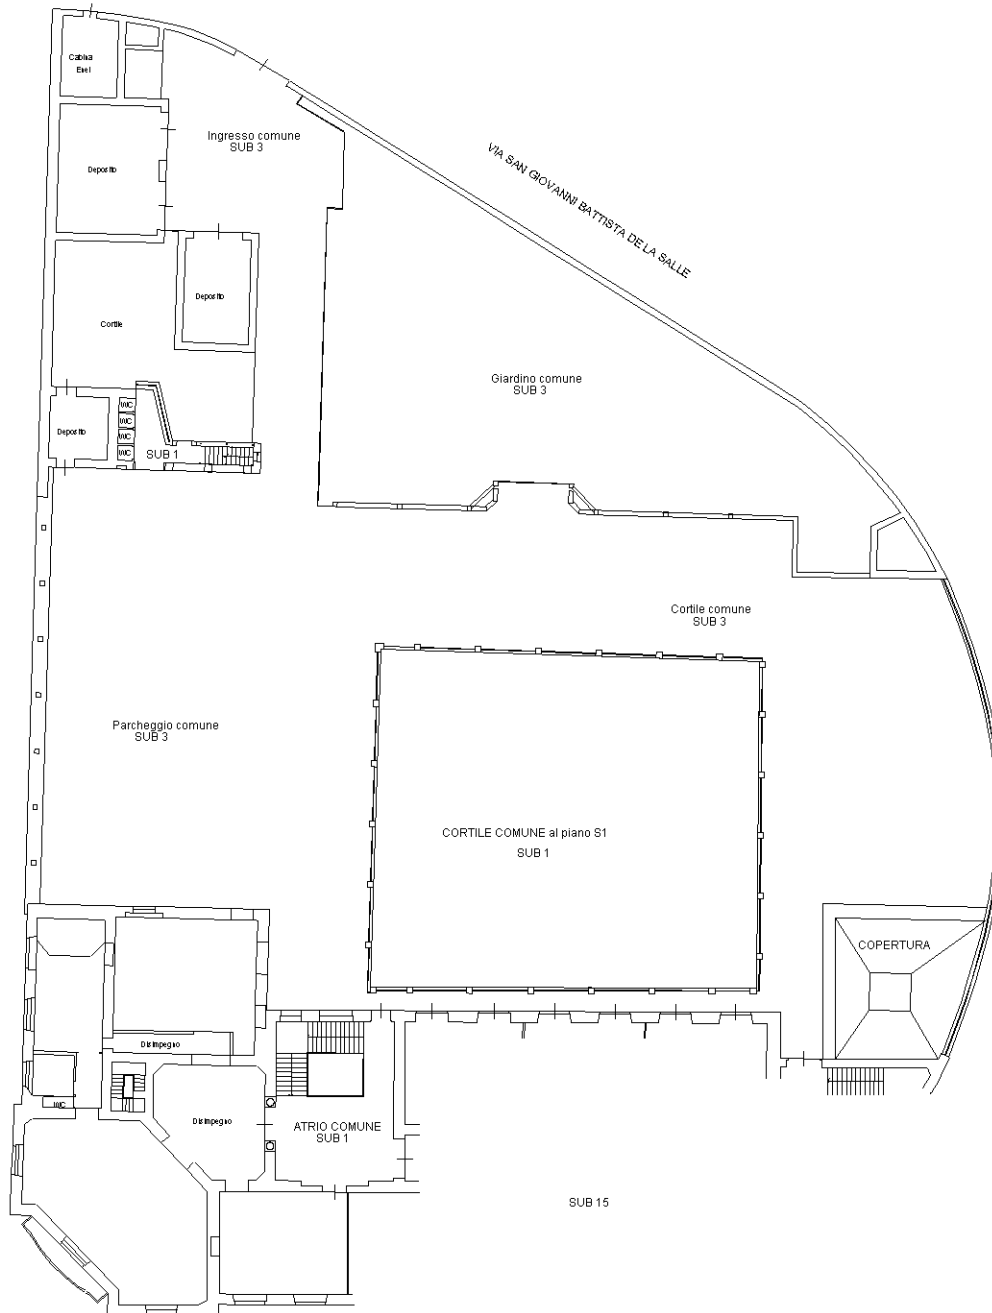 Cabina
Enel
Ingresso comune
SUB 3
VIA SAN GIOVANNI BATTISTA DE LA SALLE
Deposito
Deposito
Cortile
Giardino comune
SUB 3
WC
WC
WC
WC
Deposito
SUB 1
Cortile comune
SUB 3
Parcheggio comune
SUB 3
CORTILE COMUNE al piano S1
SUB 1
COPERTURA
Disimpegno
WC
Disimpegno
ATRIO COMUNE
SUB 1
SUB 15